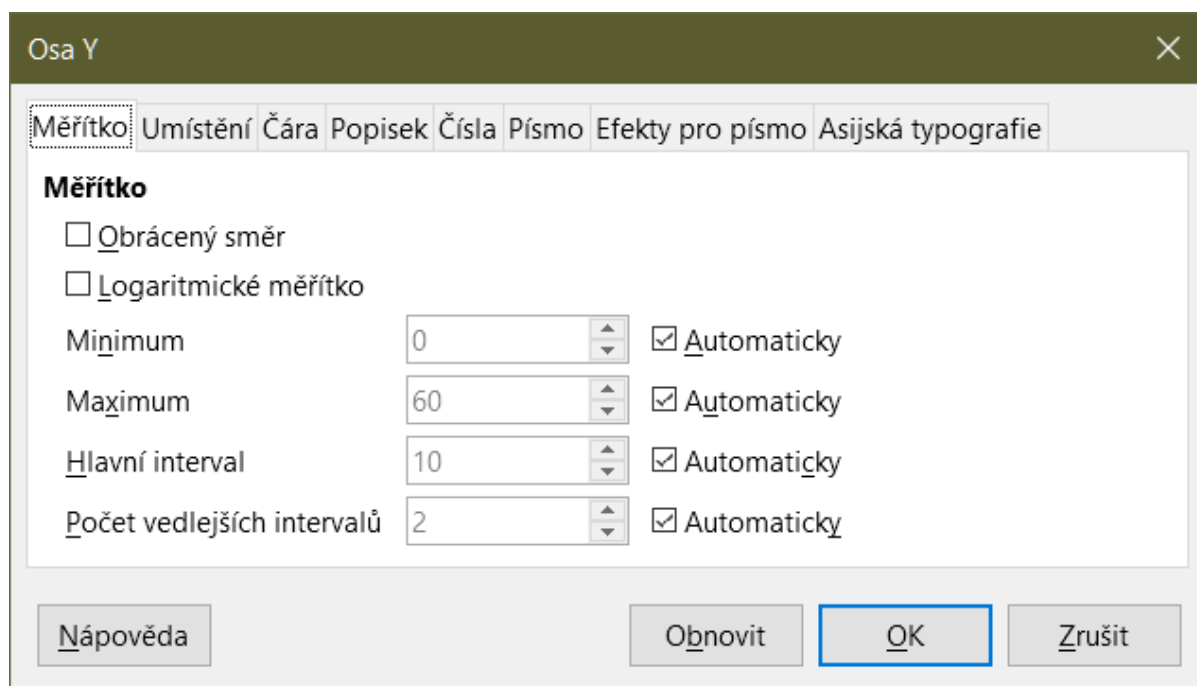 Osa Y
Měřítko Umístění Čára Popisek Čísla Písmo Efekty pro písmo Asijská typografie
Měřítko
Obrácený směr
Logaritmické měřítko
Minimum 0 Automaticky
Maximum 60 Automaticky
Hlavní interval 10 Automaticky
Počet vedlejších intervalů 2 Automaticky
Nápověda Obnovit OK Zrušit